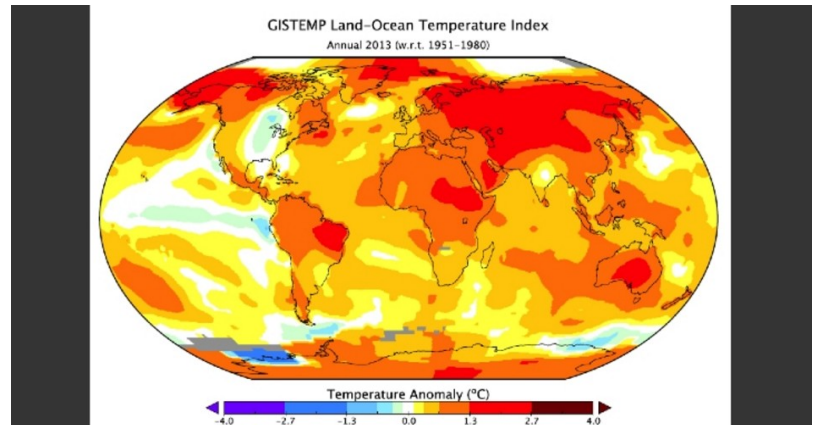 GISTEMP Land-Ocean Temperature Index
Annual 2013 (w.r.t. 1951-1980)
Temperature Anomaly (ºC)
-4.0 -2.7 -1.3 0.0 1.3 2.7 4.0